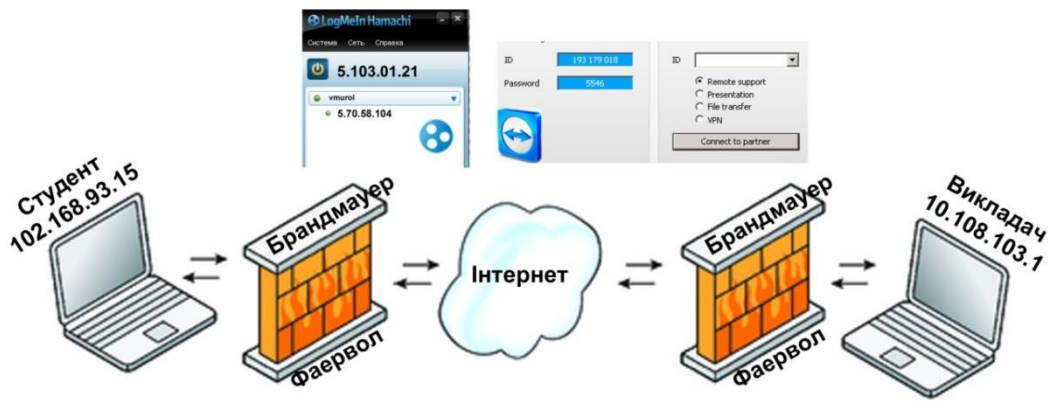 LogMeIn Hamachi
Система Сеть Справка
5.103.01.21
vmurol
5.70.58.104
ID 193 179 018
Password 5546
ID
Remote support
Presentation
File transfer
VPN
Connect to partner
Студент
102.168.93.15
Брандмауер
Фаервол
Інтернет
Брандмауер
Фаервол
Викладач
10.108.103.1